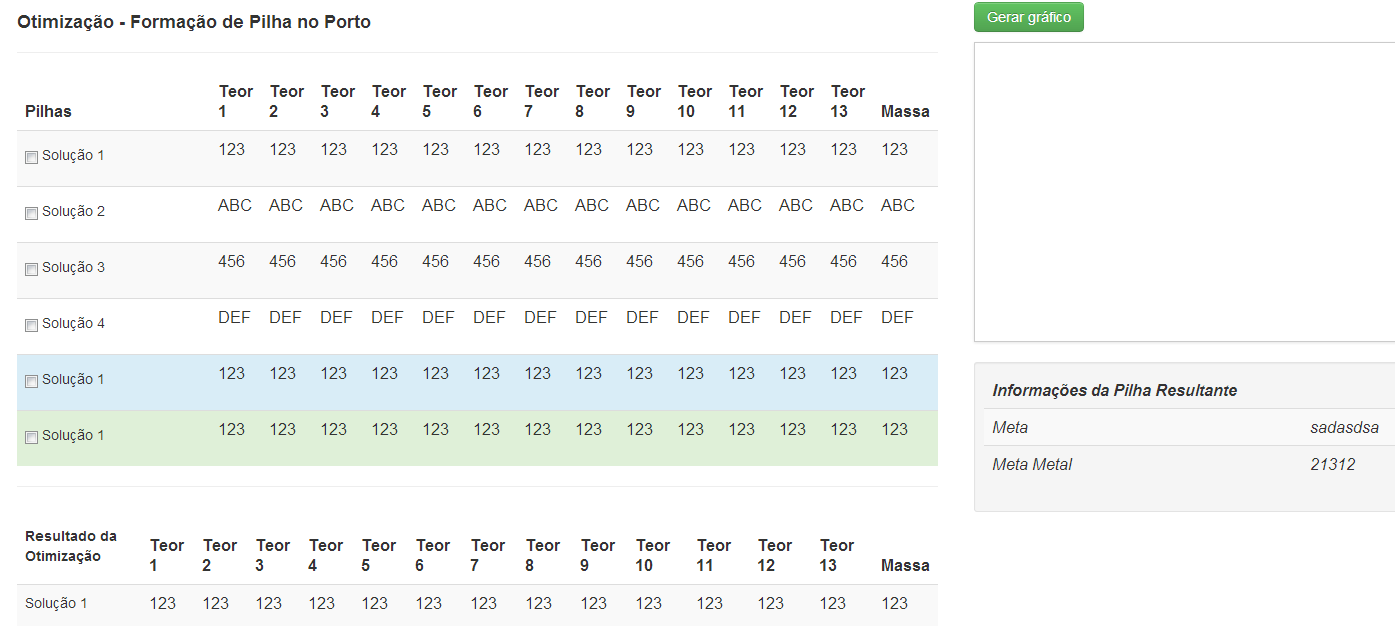 Otimização - Formação de Pilha no Porto
Pilhas Teor 1 Teor 2 Teor 3 Teor 4 Teor 5 Teor 6 Teor 7 Teor 8 Teor 9 Teor 10 Teor 11 Teor 12 Teor 13 Massa
Solução 1 123 123 123 123 123 123 123 123 123 123 123 123 123 123
Solução 2 ABC ABC ABC ABC ABC ABC ABC ABC ABC ABC ABC ABC ABC ABC
Solução 3 456 456 456 456 456 456 456 456 456 456 456 456 456 456
Solução 4 DEF DEF DEF DEF DEF DEF DEF DEF DEF DEF DEF DEF DEF DEF
Solução 1 123 123 123 123 123 123 123 123 123 123 123 123 123 123
Solução 1 123 123 123 123 123 123 123 123 123 123 123 123 123 123
Resultado da Otimização Teor 1 Teor 2 Teor 3 Teor 4 Teor 5 Teor 6 Teor 7 Teor 8 Teor 9 Teor 10 Teor 11 Teor 12 Teor 13 Massa
Solução 1 123 123 123 123 123 123 123 123 123 123 123 123 123 123
Gerar gráfico
Informações da Pilha Resultante
Meta sadasdsa
Meta Metal 21312